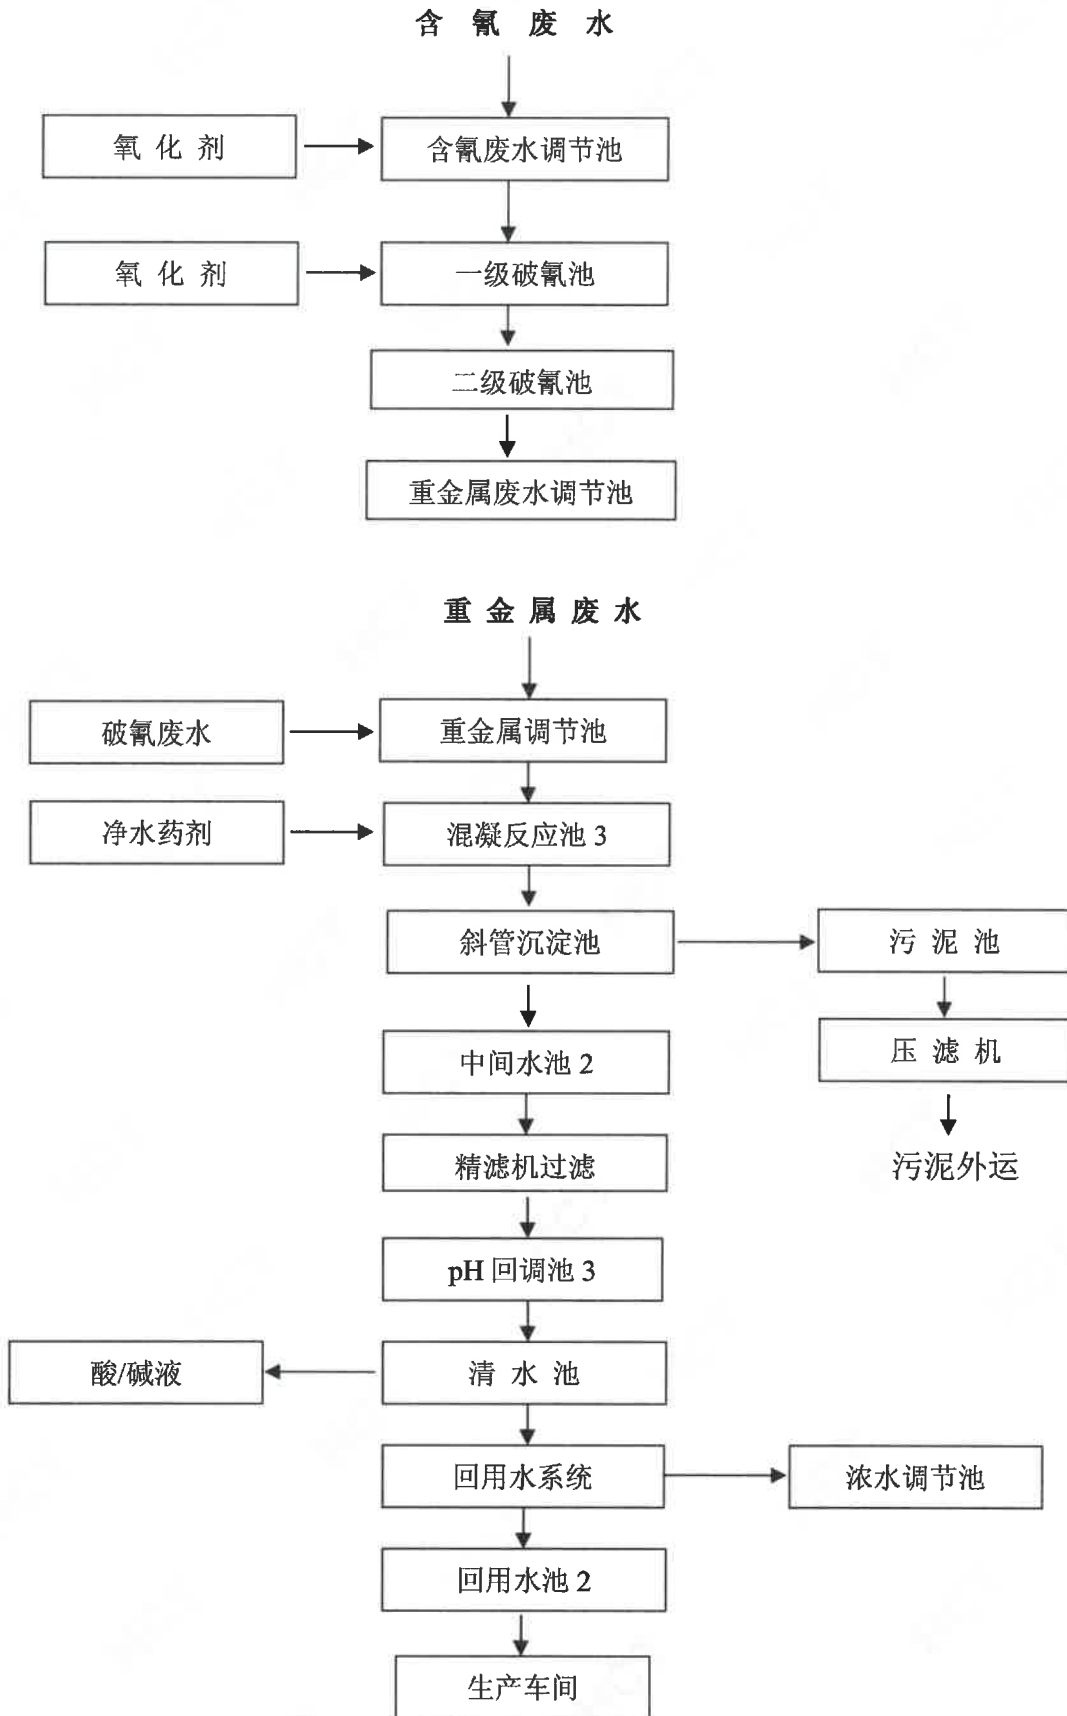 含氰废水
氧化剂
含氰废水调节池
氧化剂
一级破氰池
二级破氰池
重金属废水调节池
重金属废水
破氰废水
重金属调节池
净水药剂
混凝反应池 3
斜管沉淀池
污泥池
中间水池 2
压滤机
精滤机过滤
污泥外运
pH 回调池 3
酸/碱液
清水池
回用水系统
浓水调节池
回用水池 2
生产车间